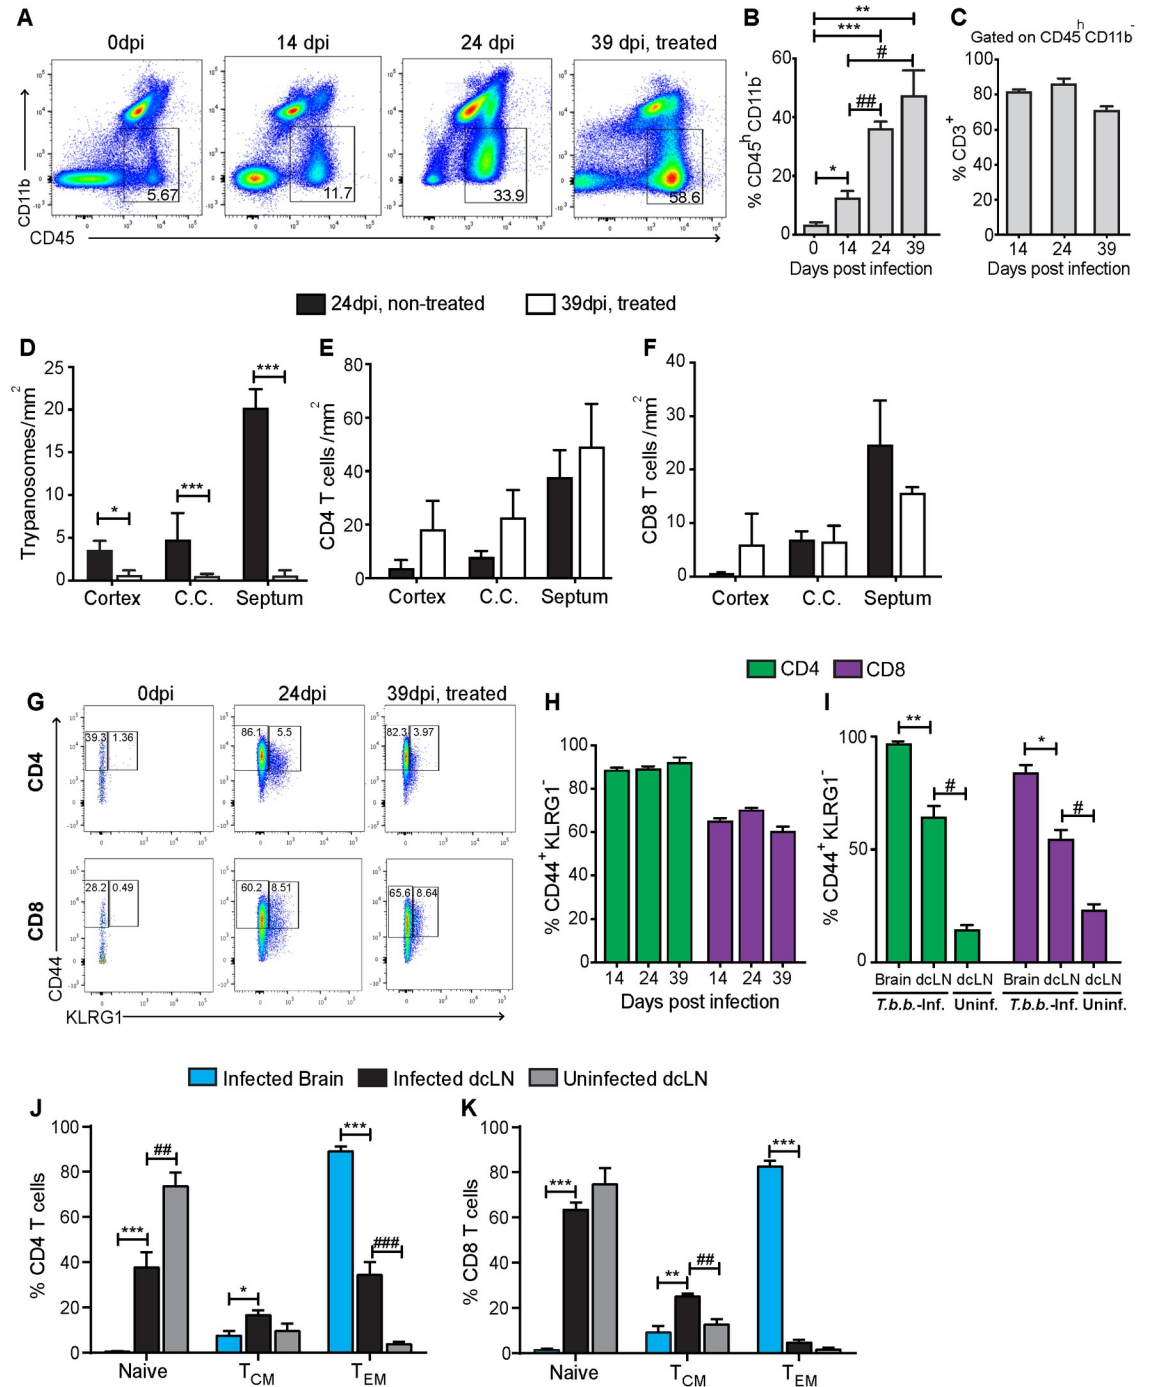 A
0dpi
14 dpi
24 dpi
39 dpi, treated
CD11b
CD45
5.67
11.7
33.9
58.6
B
% CD45hCD11b-
60
40
20
0
**
***
#
##
*
0 14 24 39
Days post infection
C
Gated on CD45hCD11b-
% CD3+
100
80
60
40
20
0
14 24 39
Days post infection
24dpi, non-treated
39dpi, treated
D
Trypanosomes/mm2
25
20
15
10
5
0
*
***
***
Cortex C.C. Septum
E
CD4 T cells /mm2
80
60
40
20
0
Cortex C.C. Septum
F
CD8 T cells /mm2
40
30
20
10
0
Cortex C.C. Septum
G
0dpi
24dpi
39dpi, treated
CD4
39.3 1.36
86.1 5.5
82.3 3.97
CD8
28.2 0.49
60.2 8.51
65.6 8.64
CD44
KLRG1
CD4
CD8
H
% CD44+KLRG1-
100
80
60
40
20
0
14 24 39 14 24 39
Days post infection
I
% CD44+KLRG1-
100
50
0
**
#
*
#
Brain dcLN dcLN Brain dcLN dcLN
T.b.b.-Inf. Uninf. T.b.b.-Inf. Uninf.
Infected Brain
Infected dcLN
Uninfected dcLN
J
% CD4 T cells
100
80
60
40
20
0
***
##
*
***
###
Naive TCM TEM
K
% CD8 T cells
100
80
60
40
20
0
***
**
##
***
Naive TCM TEM